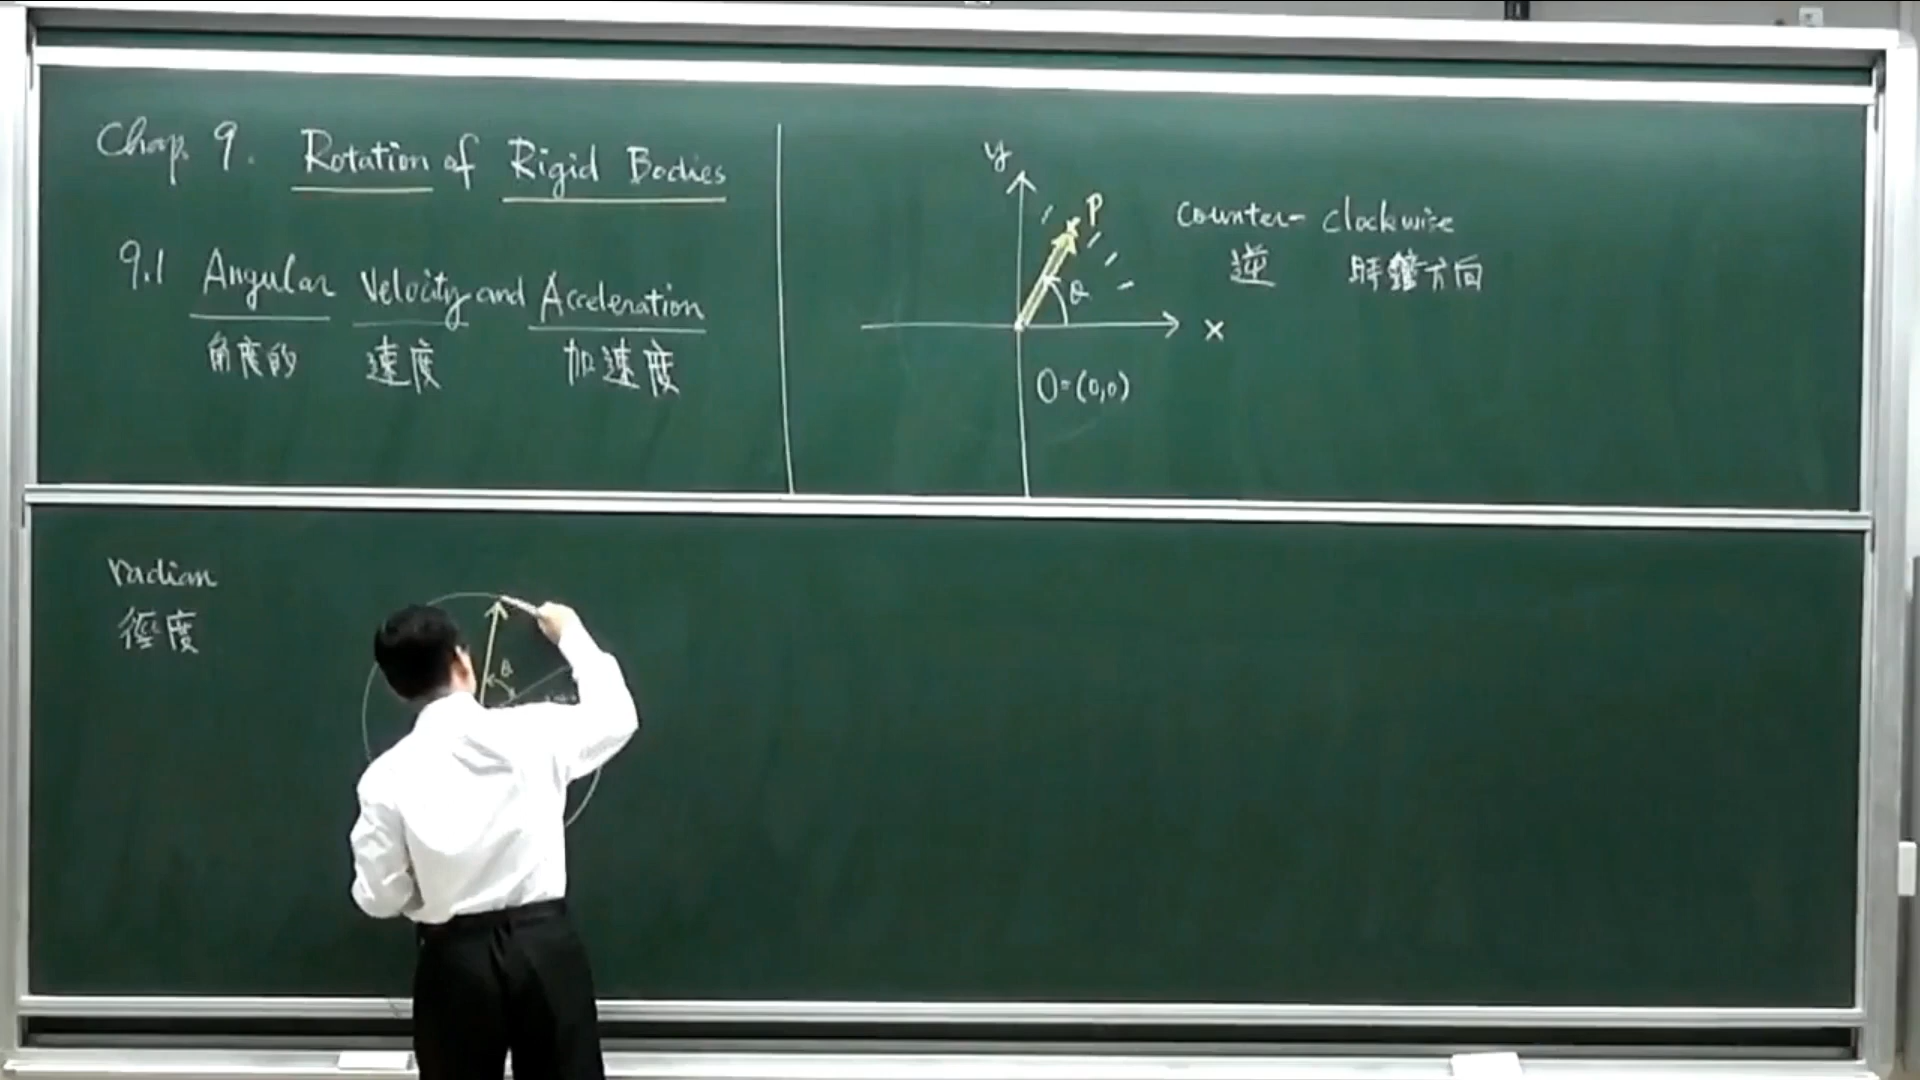 Chap. 9. Rotation of Rigid Bodies
9.1 Angular Velocity and Acceleration
角度的 速度 加速度
y
P
θ
x
O=(0,0)
Counter-clockwise
逆 時鐘方向
radian
徑度
θ